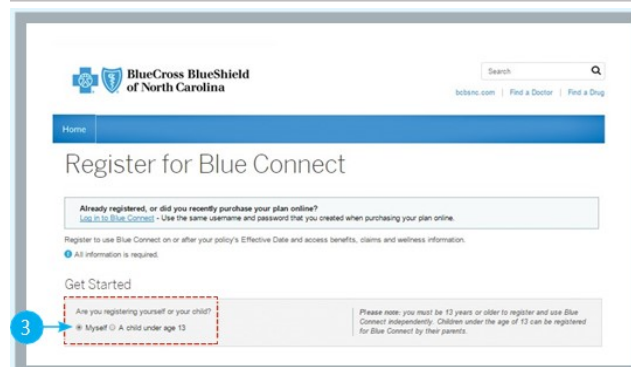 BlueCross BlueShield
of North Carolina
Search
bcbsnc.com | Find a Doctor | Find a Drug
Home
Register for Blue Connect
Already registered, or did you recently purchase your plan online?
Log in to Blue Connect - Use the same username and password that you created when purchasing your plan online.
Register to use Blue Connect on or after your policy's Effective Date and access benefits, claims and wellness information.
All information is required.
Get Started
Are you registering yourself or your child?
3
Myself A child under age 13
Please note: you must be 13 years or older to register and use Blue
Connect independently. Children under the age of 13 can be registered
for Blue Connect by their parents.